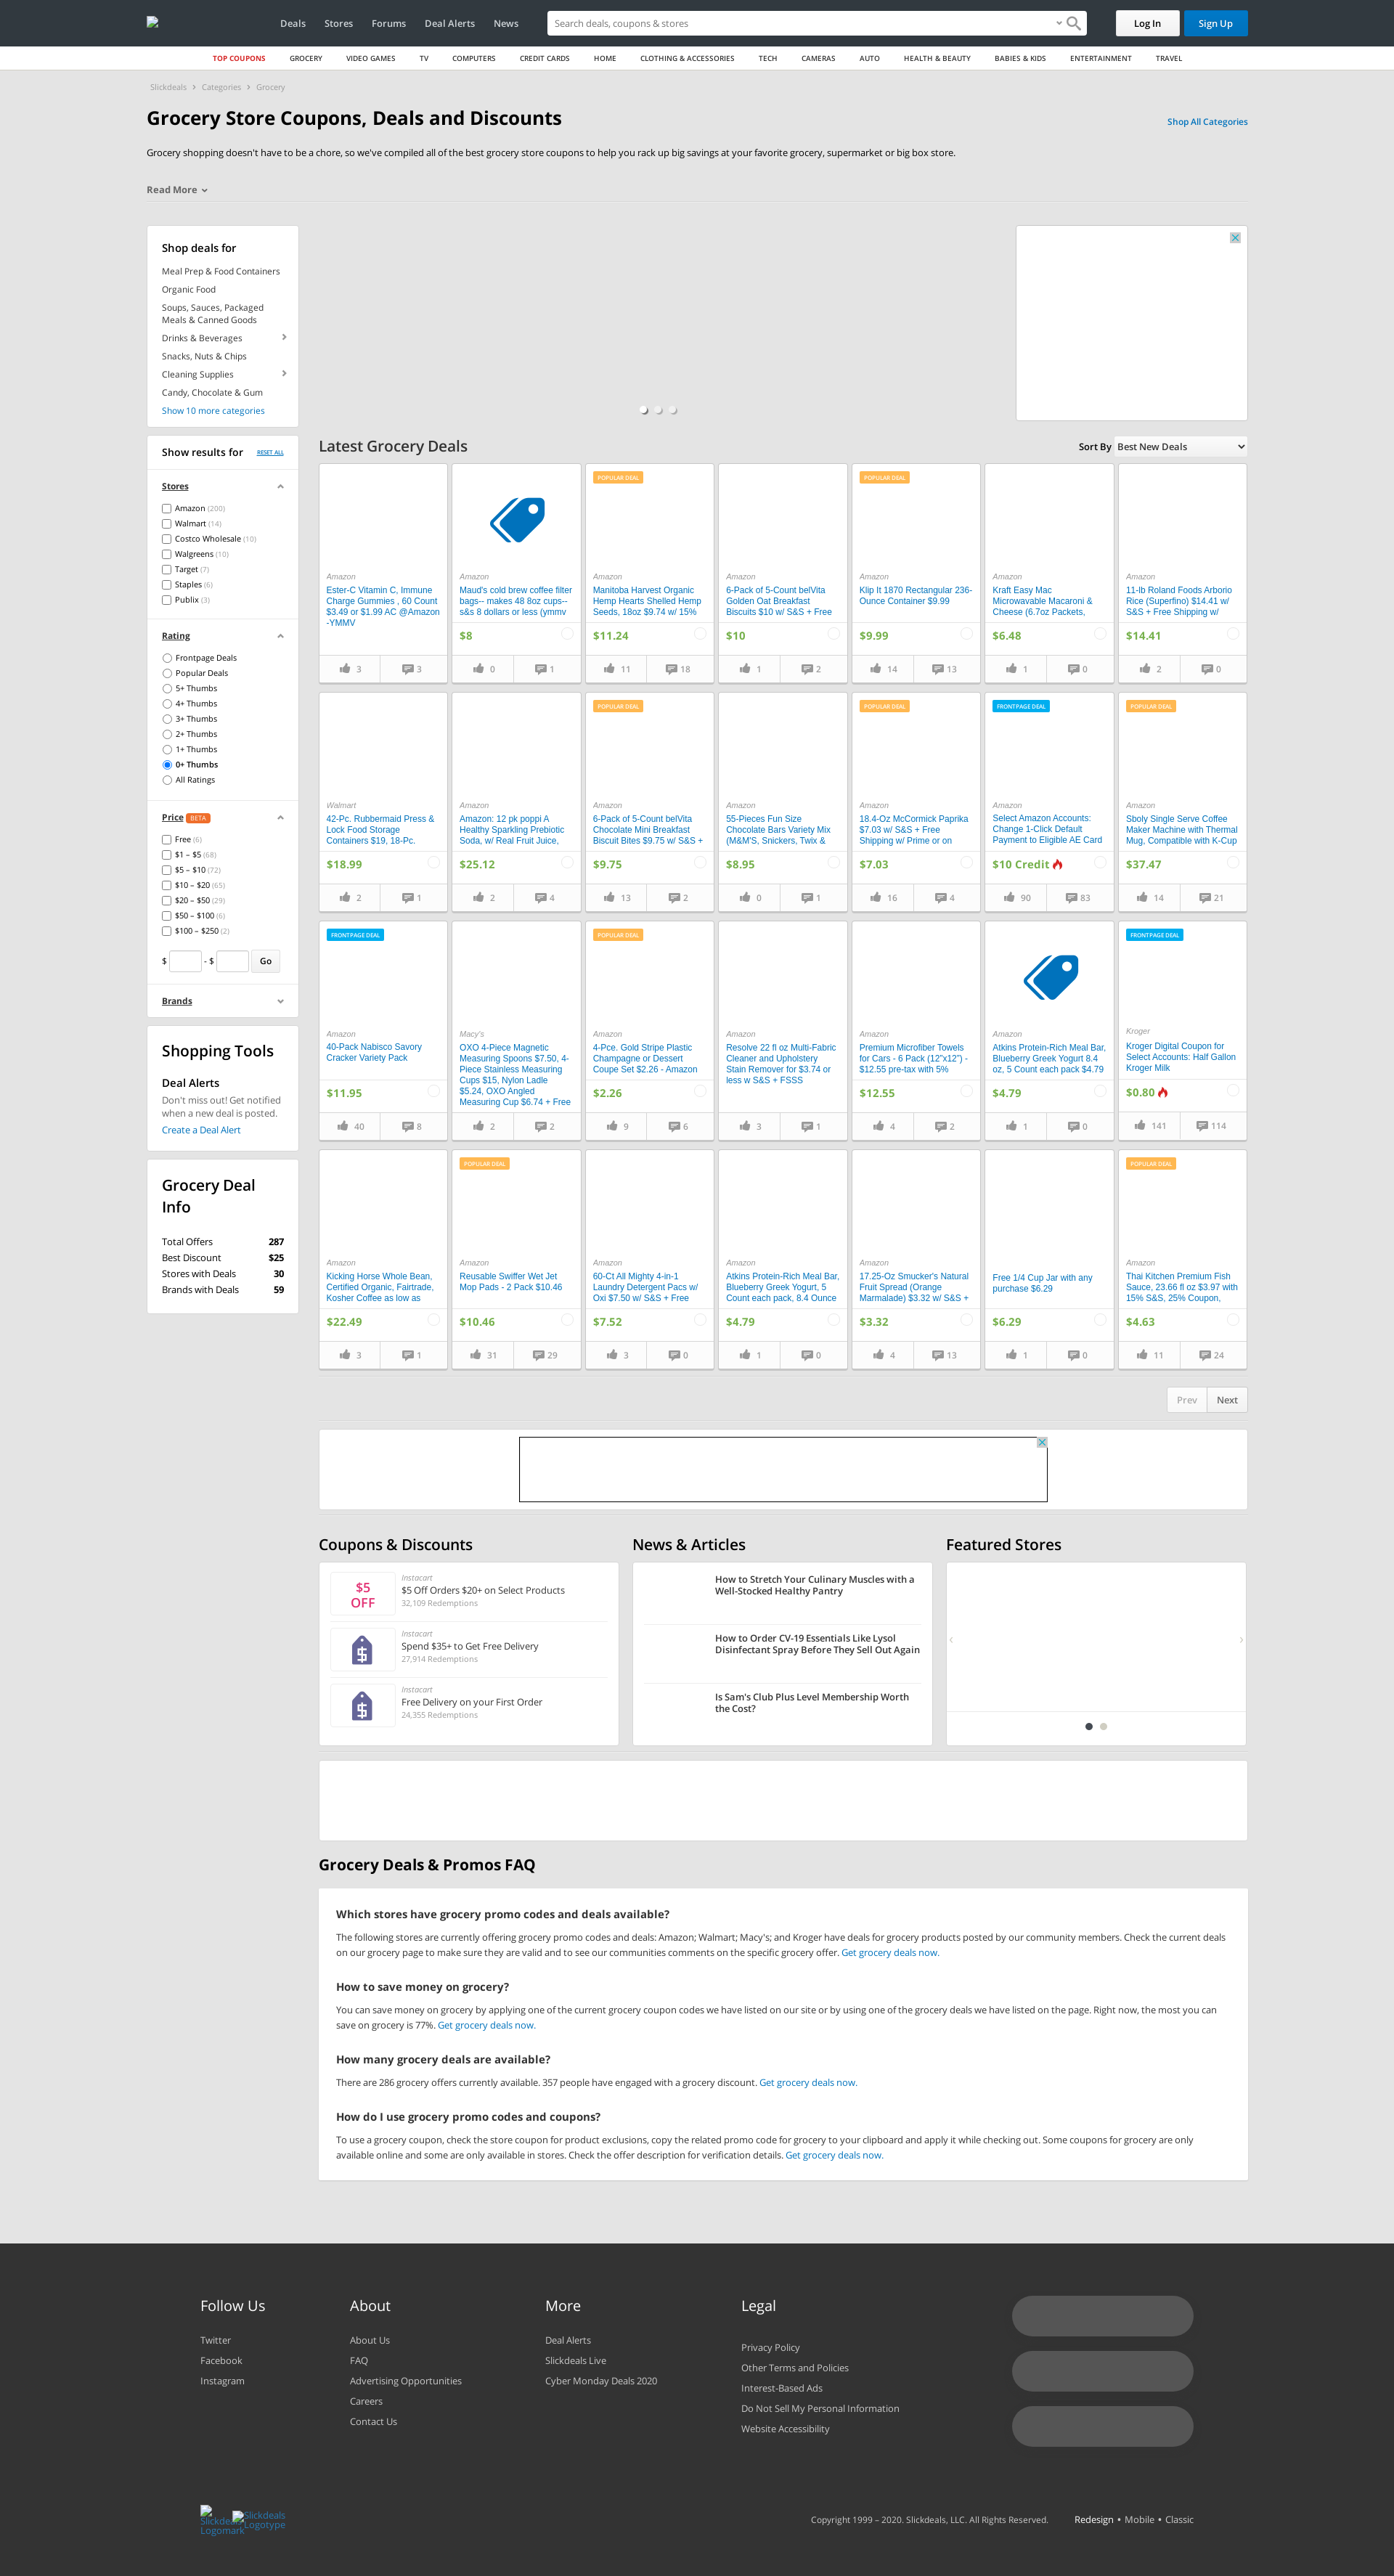 Deals Stores Forums Deal Alerts News
Search deals, coupons & stores
Log In
Sign Up
TOP COUPONS GROCERY VIDEO GAMES TV COMPUTERS CREDIT CARDS HOME CLOTHING & ACCESSORIES TECH CAMERAS AUTO HEALTH & BEAUTY BABIES & KIDS ENTERTAINMENT TRAVEL
Slickdeals › Categories › Grocery
Grocery Store Coupons, Deals and Discounts
Shop All Categories
Grocery shopping doesn't have to be a chore, so we've compiled all of the best grocery store coupons to help you rack up big savings at your favorite grocery, supermarket or big box store.
Read More
Shop deals for
Meal Prep & Food Containers
Organic Food
Soups, Sauces, Packaged
Meals & Canned Goods
Drinks & Beverages
Snacks, Nuts & Chips
Cleaning Supplies
Candy, Chocolate & Gum
Show 10 more categories
Show results for RESET ALL
Stores
Amazon (200)
Walmart (14)
Costco Wholesale (10)
Walgreens (10)
Target (7)
Staples (6)
Publix (3)
Rating
Frontpage Deals
Popular Deals
5+ Thumbs
4+ Thumbs
3+ Thumbs
2+ Thumbs
1+ Thumbs
0+ Thumbs
All Ratings
Price BETA
Free (6)
$1 – $5 (68)
$5 – $10 (72)
$10 – $20 (65)
$20 – $50 (29)
$50 – $100 (6)
$100 – $250 (2)
$ - $ Go
Brands
Shopping Tools
Deal Alerts
Don't miss out! Get notified
when a new deal is posted.
Create a Deal Alert
Grocery Deal
Info
Total Offers 287
Best Discount $25
Stores with Deals 30
Brands with Deals 59
Latest Grocery Deals
Sort By Best New Deals
Amazon
Ester-C Vitamin C, Immune
Charge Gummies , 60 Count
$3.49 or $1.99 AC @Amazon
-YMMV
3 3
Amazon
Maud's cold brew coffee filter
bags-- makes 48 8oz cups--
s&s 8 dollars or less (ymmv
$8
0 1
POPULAR DEAL
Amazon
Manitoba Harvest Organic
Hemp Hearts Shelled Hemp
Seeds, 18oz $9.74 w/ 15%
$11.24
11 18
Amazon
6-Pack of 5-Count belVita
Golden Oat Breakfast
Biscuits $10 w/ S&S + Free
$10
1 2
POPULAR DEAL
Amazon
Klip It 1870 Rectangular 236-
Ounce Container $9.99
$9.99
14 13
Amazon
Kraft Easy Mac
Microwavable Macaroni &
Cheese (6.7oz Packets,
$6.48
1 0
Amazon
11-lb Roland Foods Arborio
Rice (Superfino) $14.41 w/
S&S + Free Shipping w/
$14.41
2 0
Walmart
42-Pc. Rubbermaid Press &
Lock Food Storage
Containers $19, 18-Pc.
$18.99
2 1
Amazon
Amazon: 12 pk poppi A
Healthy Sparkling Prebiotic
Soda, w/ Real Fruit Juice,
$25.12
2 4
POPULAR DEAL
Amazon
6-Pack of 5-Count belVita
Chocolate Mini Breakfast
Biscuit Bites $9.75 w/ S&S +
$9.75
13 2
Amazon
55-Pieces Fun Size
Chocolate Bars Variety Mix
(M&M'S, Snickers, Twix &
$8.95
0 1
POPULAR DEAL
Amazon
18.4-Oz McCormick Paprika
$7.03 w/ S&S + Free
Shipping w/ Prime or on
$7.03
16 4
FRONTPAGE DEAL
Amazon
Select Amazon Accounts:
Change 1-Click Default
Payment to Eligible AE Card
$10 Credit
90 83
POPULAR DEAL
Amazon
Sboly Single Serve Coffee
Maker Machine with Thermal
Mug, Compatible with K-Cup
$37.47
14 21
FRONTPAGE DEAL
Amazon
40-Pack Nabisco Savory
Cracker Variety Pack
$11.95
40 8
Macy's
OXO 4-Piece Magnetic
Measuring Spoons $7.50, 4-
Piece Stainless Measuring
Cups $15, Nylon Ladle
$5.24, OXO Angled
Measuring Cup $6.74 + Free
2 2
POPULAR DEAL
Amazon
4-Pce. Gold Stripe Plastic
Champagne or Dessert
Coupe Set $2.26 - Amazon
$2.26
9 6
Amazon
Resolve 22 fl oz Multi-Fabric
Cleaner and Upholstery
Stain Remover for $3.74 or
less w S&S + FSSS
3 1
Amazon
Premium Microfiber Towels
for Cars - 6 Pack (12"x12") -
$12.55 pre-tax with 5%
$12.55
4 2
Amazon
Atkins Protein-Rich Meal Bar,
Blueberry Greek Yogurt 8.4
oz, 5 Count each pack $4.79
$4.79
1 0
FRONTPAGE DEAL
Kroger
Kroger Digital Coupon for
Select Accounts: Half Gallon
Kroger Milk
$0.80
141 114
Amazon
Kicking Horse Whole Bean,
Certified Organic, Fairtrade,
Kosher Coffee as low as
$22.49
3 1
POPULAR DEAL
Amazon
Reusable Swiffer Wet Jet
Mop Pads - 2 Pack $10.46
$10.46
31 29
Amazon
60-Ct All Mighty 4-in-1
Laundry Detergent Pacs w/
Oxi $7.50 w/ S&S + Free
$7.52
3 0
Amazon
Atkins Protein-Rich Meal Bar,
Blueberry Greek Yogurt, 5
Count each pack, 8.4 Ounce
$4.79
1 0
Amazon
17.25-Oz Smucker's Natural
Fruit Spread (Orange
Marmalade) $3.32 w/ S&S +
$3.32
4 13
Free 1/4 Cup Jar with any
purchase $6.29
$6.29
1 0
POPULAR DEAL
Amazon
Thai Kitchen Premium Fish
Sauce, 23.66 fl oz $3.97 with
15% S&S, 25% Coupon,
$4.63
11 24
Prev Next
Coupons & Discounts
$5
OFF
Instacart
$5 Off Orders $20+ on Select Products
32,109 Redemptions
Instacart
Spend $35+ to Get Free Delivery
27,914 Redemptions
Instacart
Free Delivery on your First Order
24,355 Redemptions
News & Articles
How to Stretch Your Culinary Muscles with a
Well-Stocked Healthy Pantry
How to Order CV-19 Essentials Like Lysol
Disinfectant Spray Before They Sell Out Again
Is Sam's Club Plus Level Membership Worth
the Cost?
Featured Stores
Grocery Deals & Promos FAQ
Which stores have grocery promo codes and deals available?
The following stores are currently offering grocery promo codes and deals: Amazon; Walmart; Macy's; and Kroger have deals for grocery products posted by our community members. Check the current deals
on our grocery page to make sure they are valid and to see our communities comments on the specific grocery offer. Get grocery deals now.
How to save money on grocery?
You can save money on grocery by applying one of the current grocery coupon codes we have listed on our site or by using one of the grocery deals we have listed on the page. Right now, the most you can
save on grocery is 77%. Get grocery deals now.
How many grocery deals are available?
There are 286 grocery offers currently available. 357 people have engaged with a grocery discount. Get grocery deals now.
How do I use grocery promo codes and coupons?
To use a grocery coupon, check the store coupon for product exclusions, copy the related promo code for grocery to your clipboard and apply it while checking out. Some coupons for grocery are only
available online and some are only available in stores. Check the offer description for verification details. Get grocery deals now.
Follow Us
Twitter
Facebook
Instagram
About
About Us
FAQ
Advertising Opportunities
Careers
Contact Us
More
Deal Alerts
Slickdeals Live
Cyber Monday Deals 2020
Legal
Privacy Policy
Other Terms and Policies
Interest-Based Ads
Do Not Sell My Personal Information
Website Accessibility
Slickdeals
Logomark
Slickdeals
Logotype
Copyright 1999 – 2020. Slickdeals, LLC. All Rights Reserved.
Redesign • Mobile • Classic